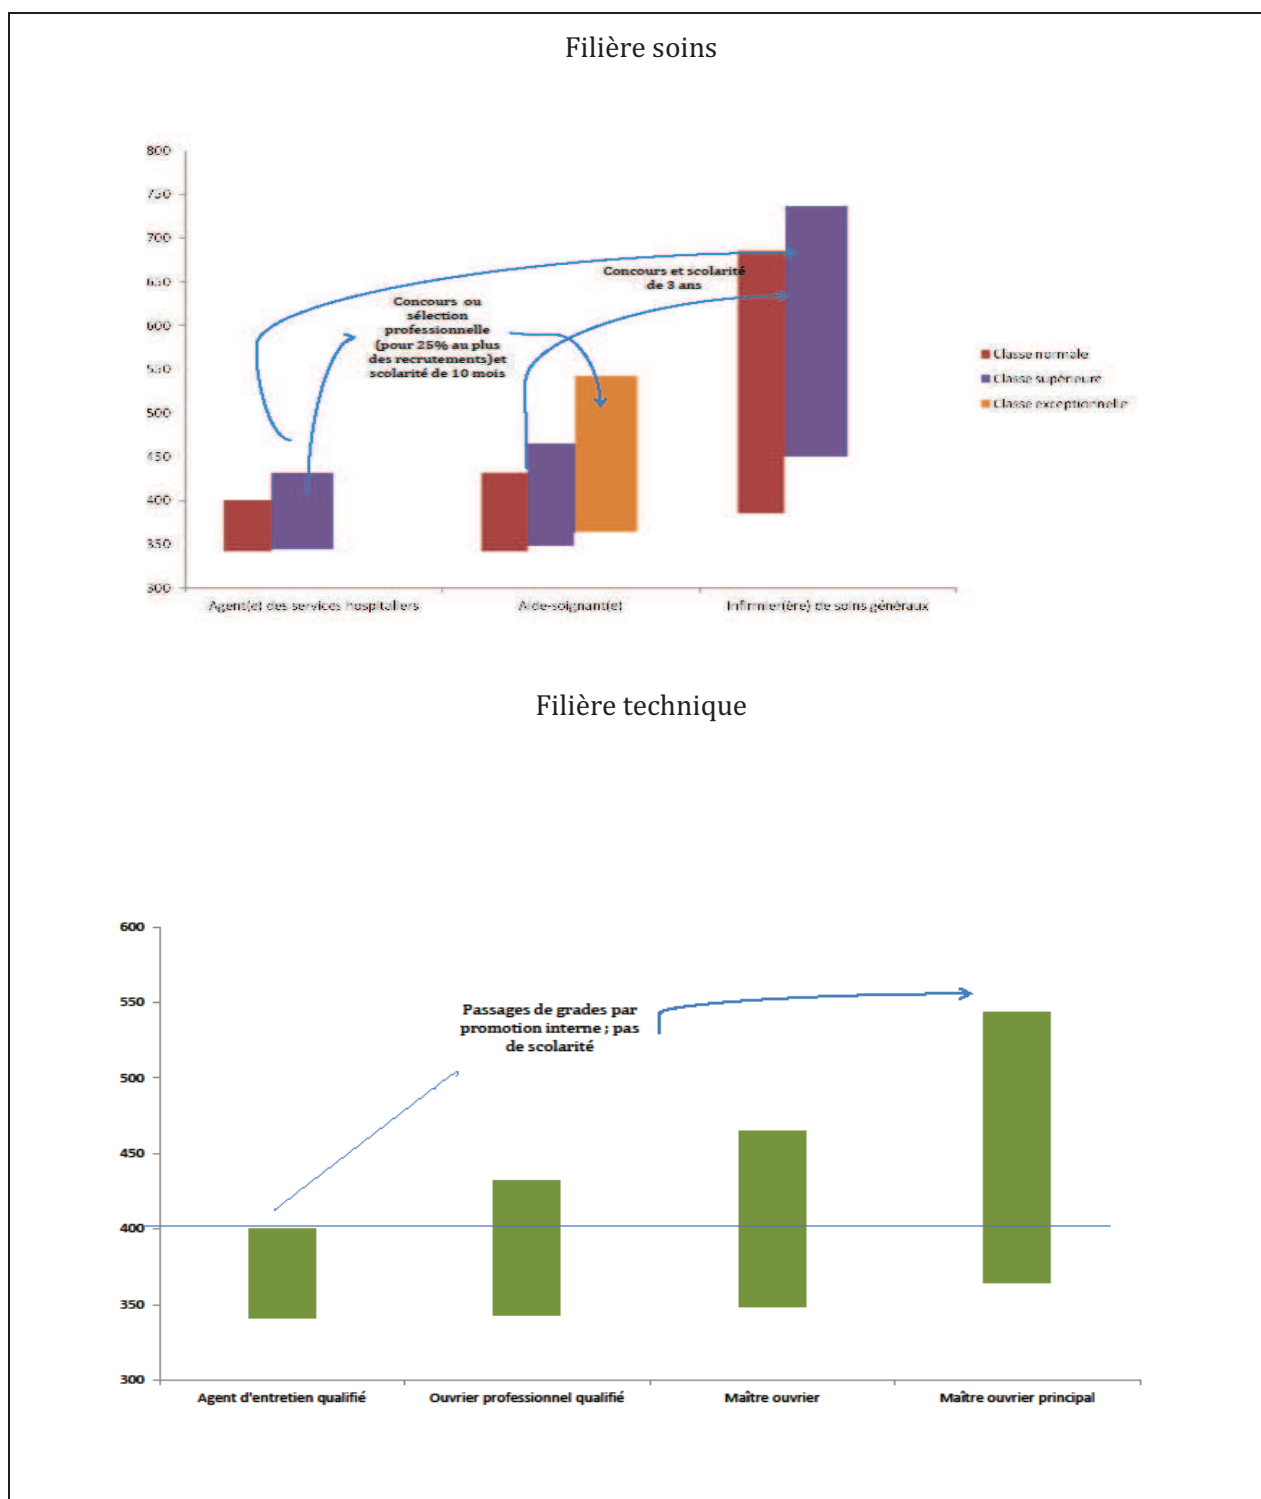 Filière soins
800
750
700
650
600
550
500
450
400
350
300
Concours et scolarité
de 3 ans
Concours ou
sélection
professionnelle
(pour 25% au plus
des recrutements)et
scolarité de 10 mois
Classe normale
Classe supérieure
Classe exceptionnelle
Agent(e) des services hospitaliers
Aide-soignant(e)
Infirmier(ère) de soins généraux
Filière technique
600
550
500
450
400
350
300
Passages de grades par
promotion interne ; pas
de scolarité
Agent d'entretien qualifié
Ouvrier professionnel qualifié
Maître ouvrier
Maître ouvrier principal